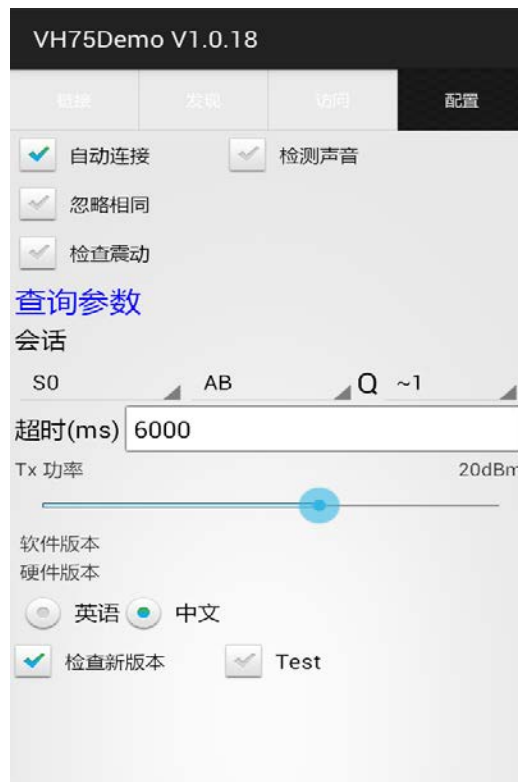 VH75Demo V1.0.18
链接 发现 访问 配置
自动连接 检测声音
忽略相同
检查震动
查询参数
会话
S0 AB Q ~1
超时(ms) 6000
Tx 功率 20dBm
软件版本
硬件版本
英语 中文
检查新版本 Test